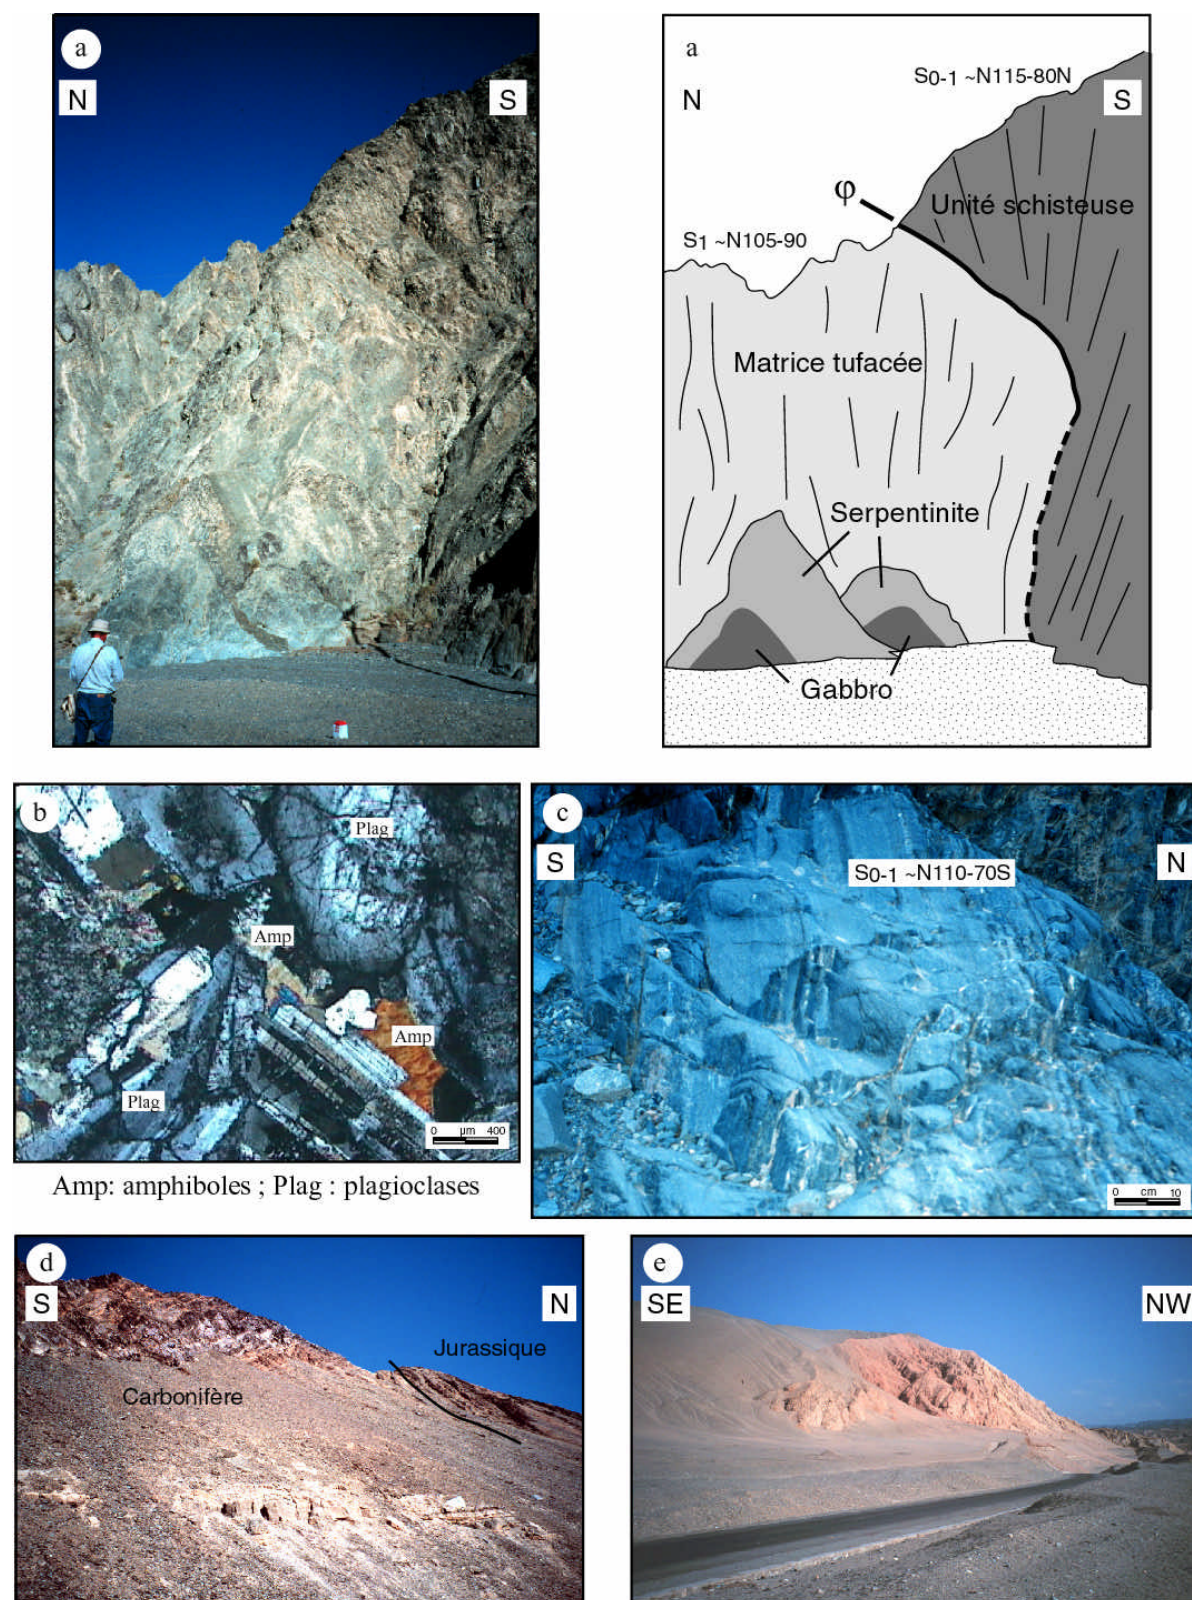 a
N
S
a
N
S0-1 ~N115-80N
S
φ
Unité schisteuse
S1 ~N105-90
Matrice tufacée
Serpentinite
Gabbro
b
Plag
Amp
Amp
Plag
0 µm 400
Amp: amphiboles ; Plag : plagioclases
c
S
S0-1 ~N110-70S
N
0 cm 10
d
S
N
Jurassique
Carbonifère
e
SE
NW